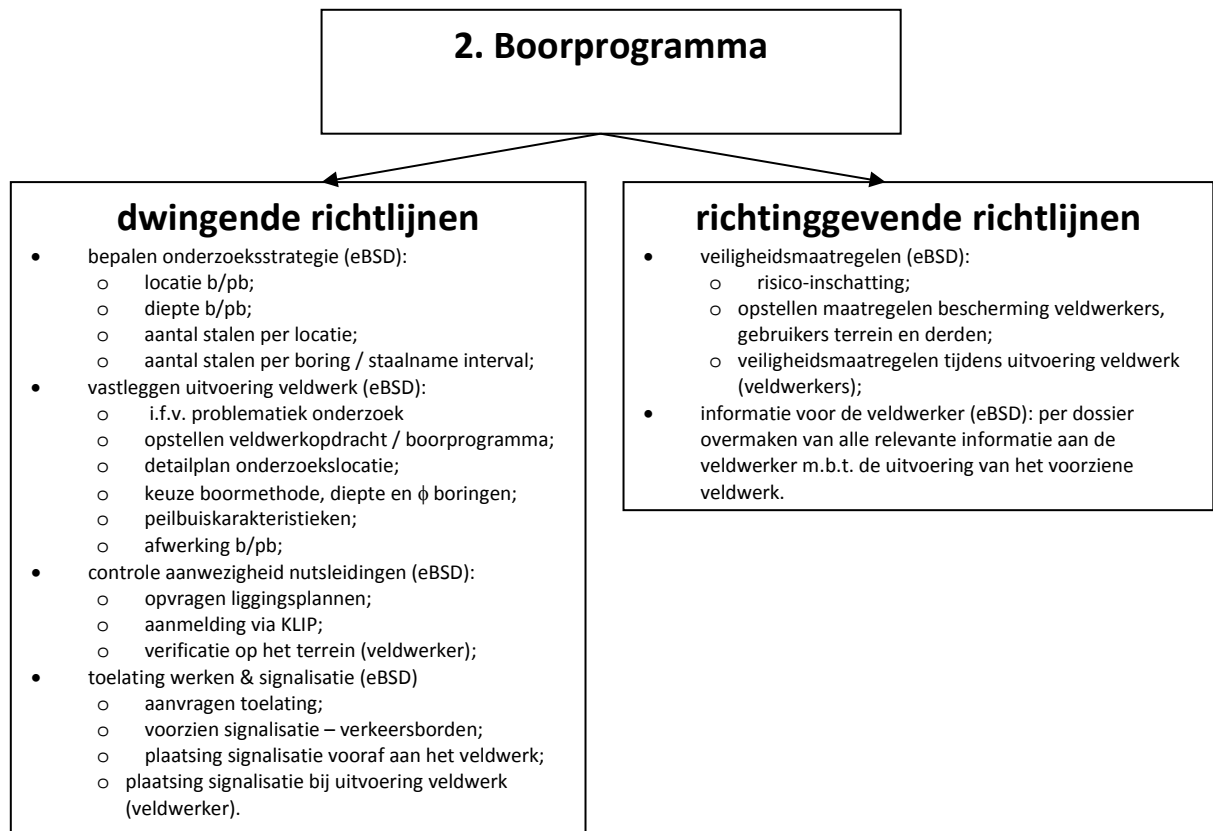 2. Boorprogramma
dwingende richtlijnen
• bepalen onderzoeksstrategie (eBSD):
o locatie b/pb;
o diepte b/pb;
o aantal stalen per locatie;
o aantal stalen per boring / staalname interval;
• vastleggen uitvoering veldwerk (eBSD):
o i.f.v. problematiek onderzoek
o opstellen veldwerkopdracht / boorprogramma;
o detailplan onderzoekslocatie;
o keuze boormethode, diepte en ϕ boringen;
o peilbuiskarakteristieken;
o afwerking b/pb;
• controle aanwezigheid nutsleidingen (eBSD):
o opvragen liggingsplannen;
o aanmelding via KLIP;
o verificatie op het terrein (veldwerker);
• toelating werken & signalisatie (eBSD)
o aanvragen toelating;
o voorzien signalisatie – verkeersborden;
o plaatsing signalisatie vooraf aan het veldwerk;
o plaatsing signalisatie bij uitvoering veldwerk
(veldwerker).
richtinggevende richtlijnen
• veiligheidsmaatregelen (eBSD):
o risico-inschatting;
o opstellen maatregelen bescherming veldwerkers,
gebruikers terrein en derden;
o veiligheidsmaatregelen tijdens uitvoering veldwerk
(veldwerkers);
• informatie voor de veldwerker (eBSD): per dossier
overmaken van alle relevante informatie aan de
veldwerker m.b.t. de uitvoering van het voorziene
veldwerk.